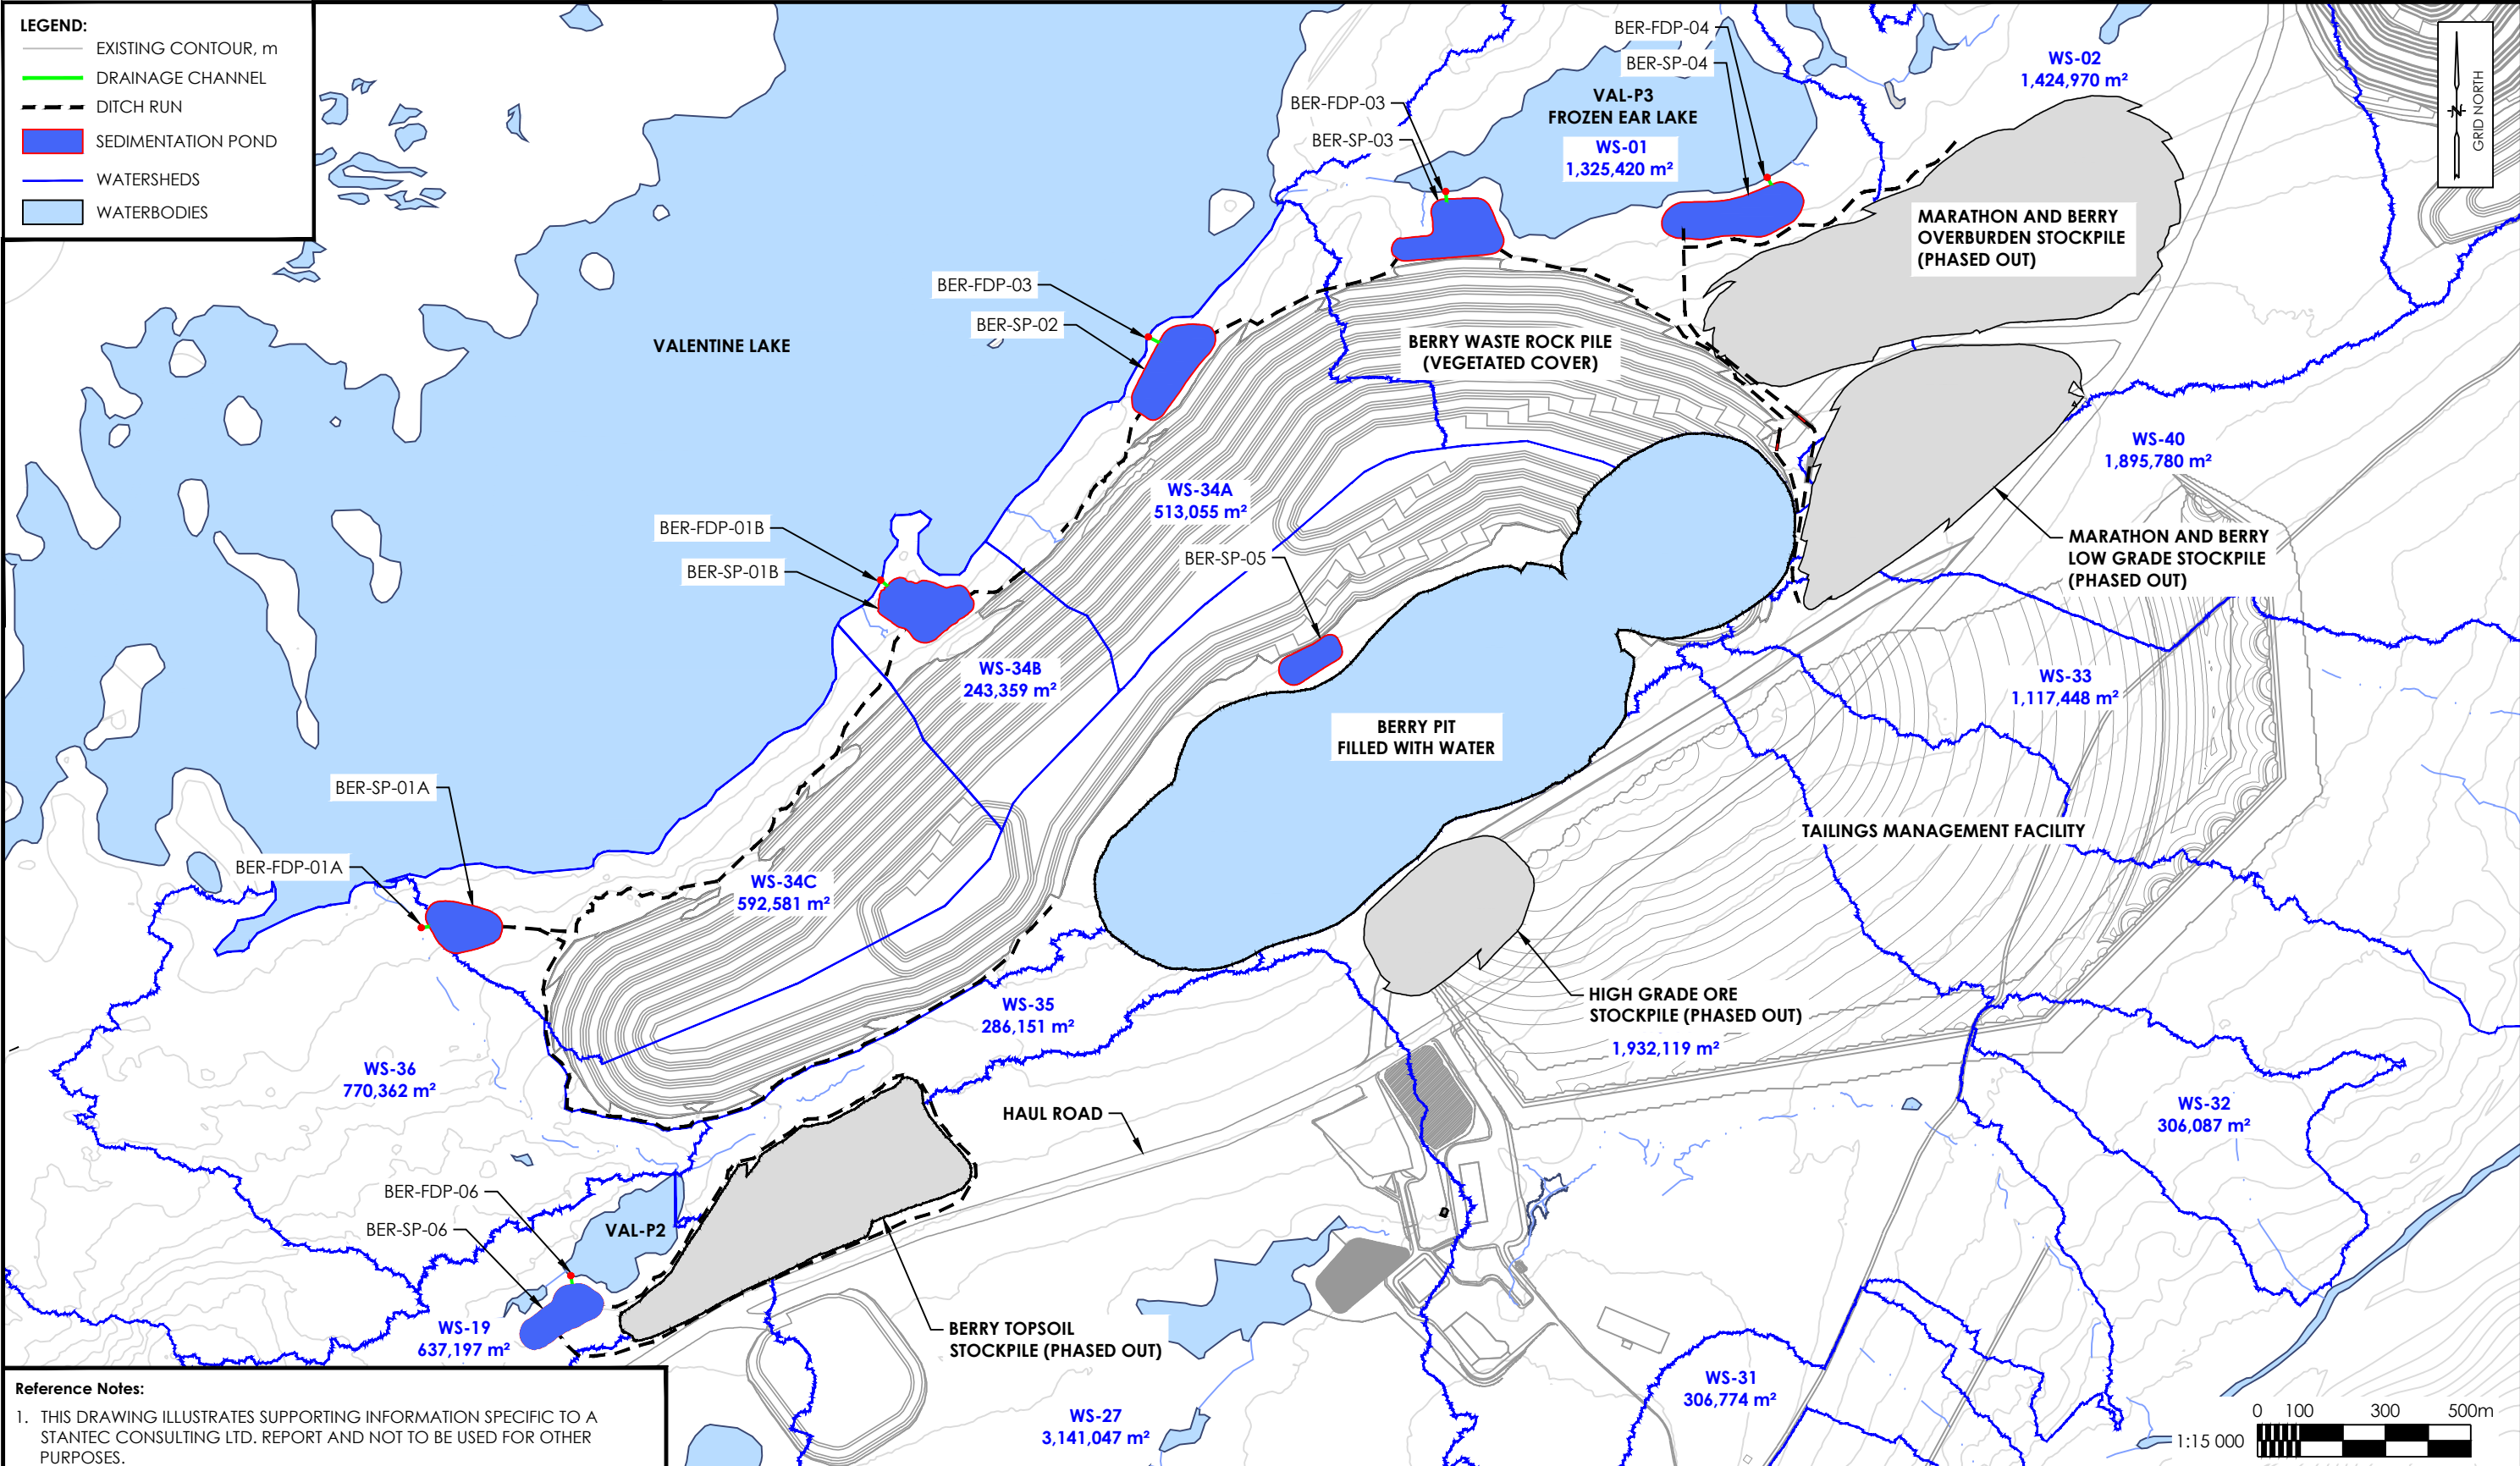 LEGEND:
EXISTING CONTOUR, m
DRAINAGE CHANNEL
DITCH RUN
SEDIMENTATION POND
WATERSHEDS
WATERBODIES
BER-FDP-04
BER-SP-04
WS-02
1,424,970 m²
N
GRID NORTH
BER-FDP-03
BER-SP-03
VAL-P3
FROZEN EAR LAKE
WS-01
1,325,420 m²
MARATHON AND BERRY
OVERBURDEN STOCKPILE
(PHASED OUT)
BER-FDP-03
BER-SP-02
VALENTINE LAKE
BERRY WASTE ROCK PILE
(VEGETATED COVER)
WS-40
1,895,780 m²
WS-34A
513,055 m²
BER-FDP-01B
BER-SP-01B
BER-SP-05
MARATHON AND BERRY
LOW GRADE STOCKPILE
(PHASED OUT)
WS-34B
243,359 m²
WS-33
1,117,448 m²
BERRY PIT
FILLED WITH WATER
BER-SP-01A
BER-FDP-01A
TAILINGS MANAGEMENT FACILITY
WS-34C
592,581 m²
WS-35
286,151 m²
HIGH GRADE ORE
STOCKPILE (PHASED OUT)
1,932,119 m²
WS-36
770,362 m²
HAUL ROAD
WS-32
306,087 m²
BER-FDP-06
BER-SP-06
VAL-P2
WS-19
637,197 m²
BERRY TOPSOIL
STOCKPILE (PHASED OUT)
WS-31
306,774 m²
WS-27
3,141,047 m²
Reference Notes:
1. THIS DRAWING ILLUSTRATES SUPPORTING INFORMATION SPECIFIC TO A
STANTEC CONSULTING LTD. REPORT AND NOT TO BE USED FOR OTHER
PURPOSES.
0 100 300 500m
1:15 000